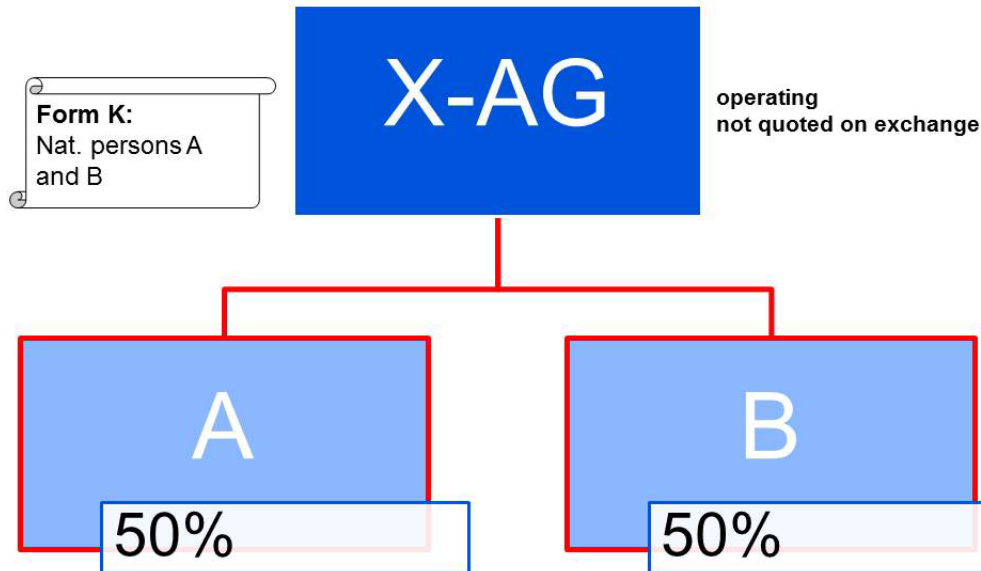 X-AG
Form K:
Nat. persons A
and B
operating
not quoted on exchange
A
B
50%
50%